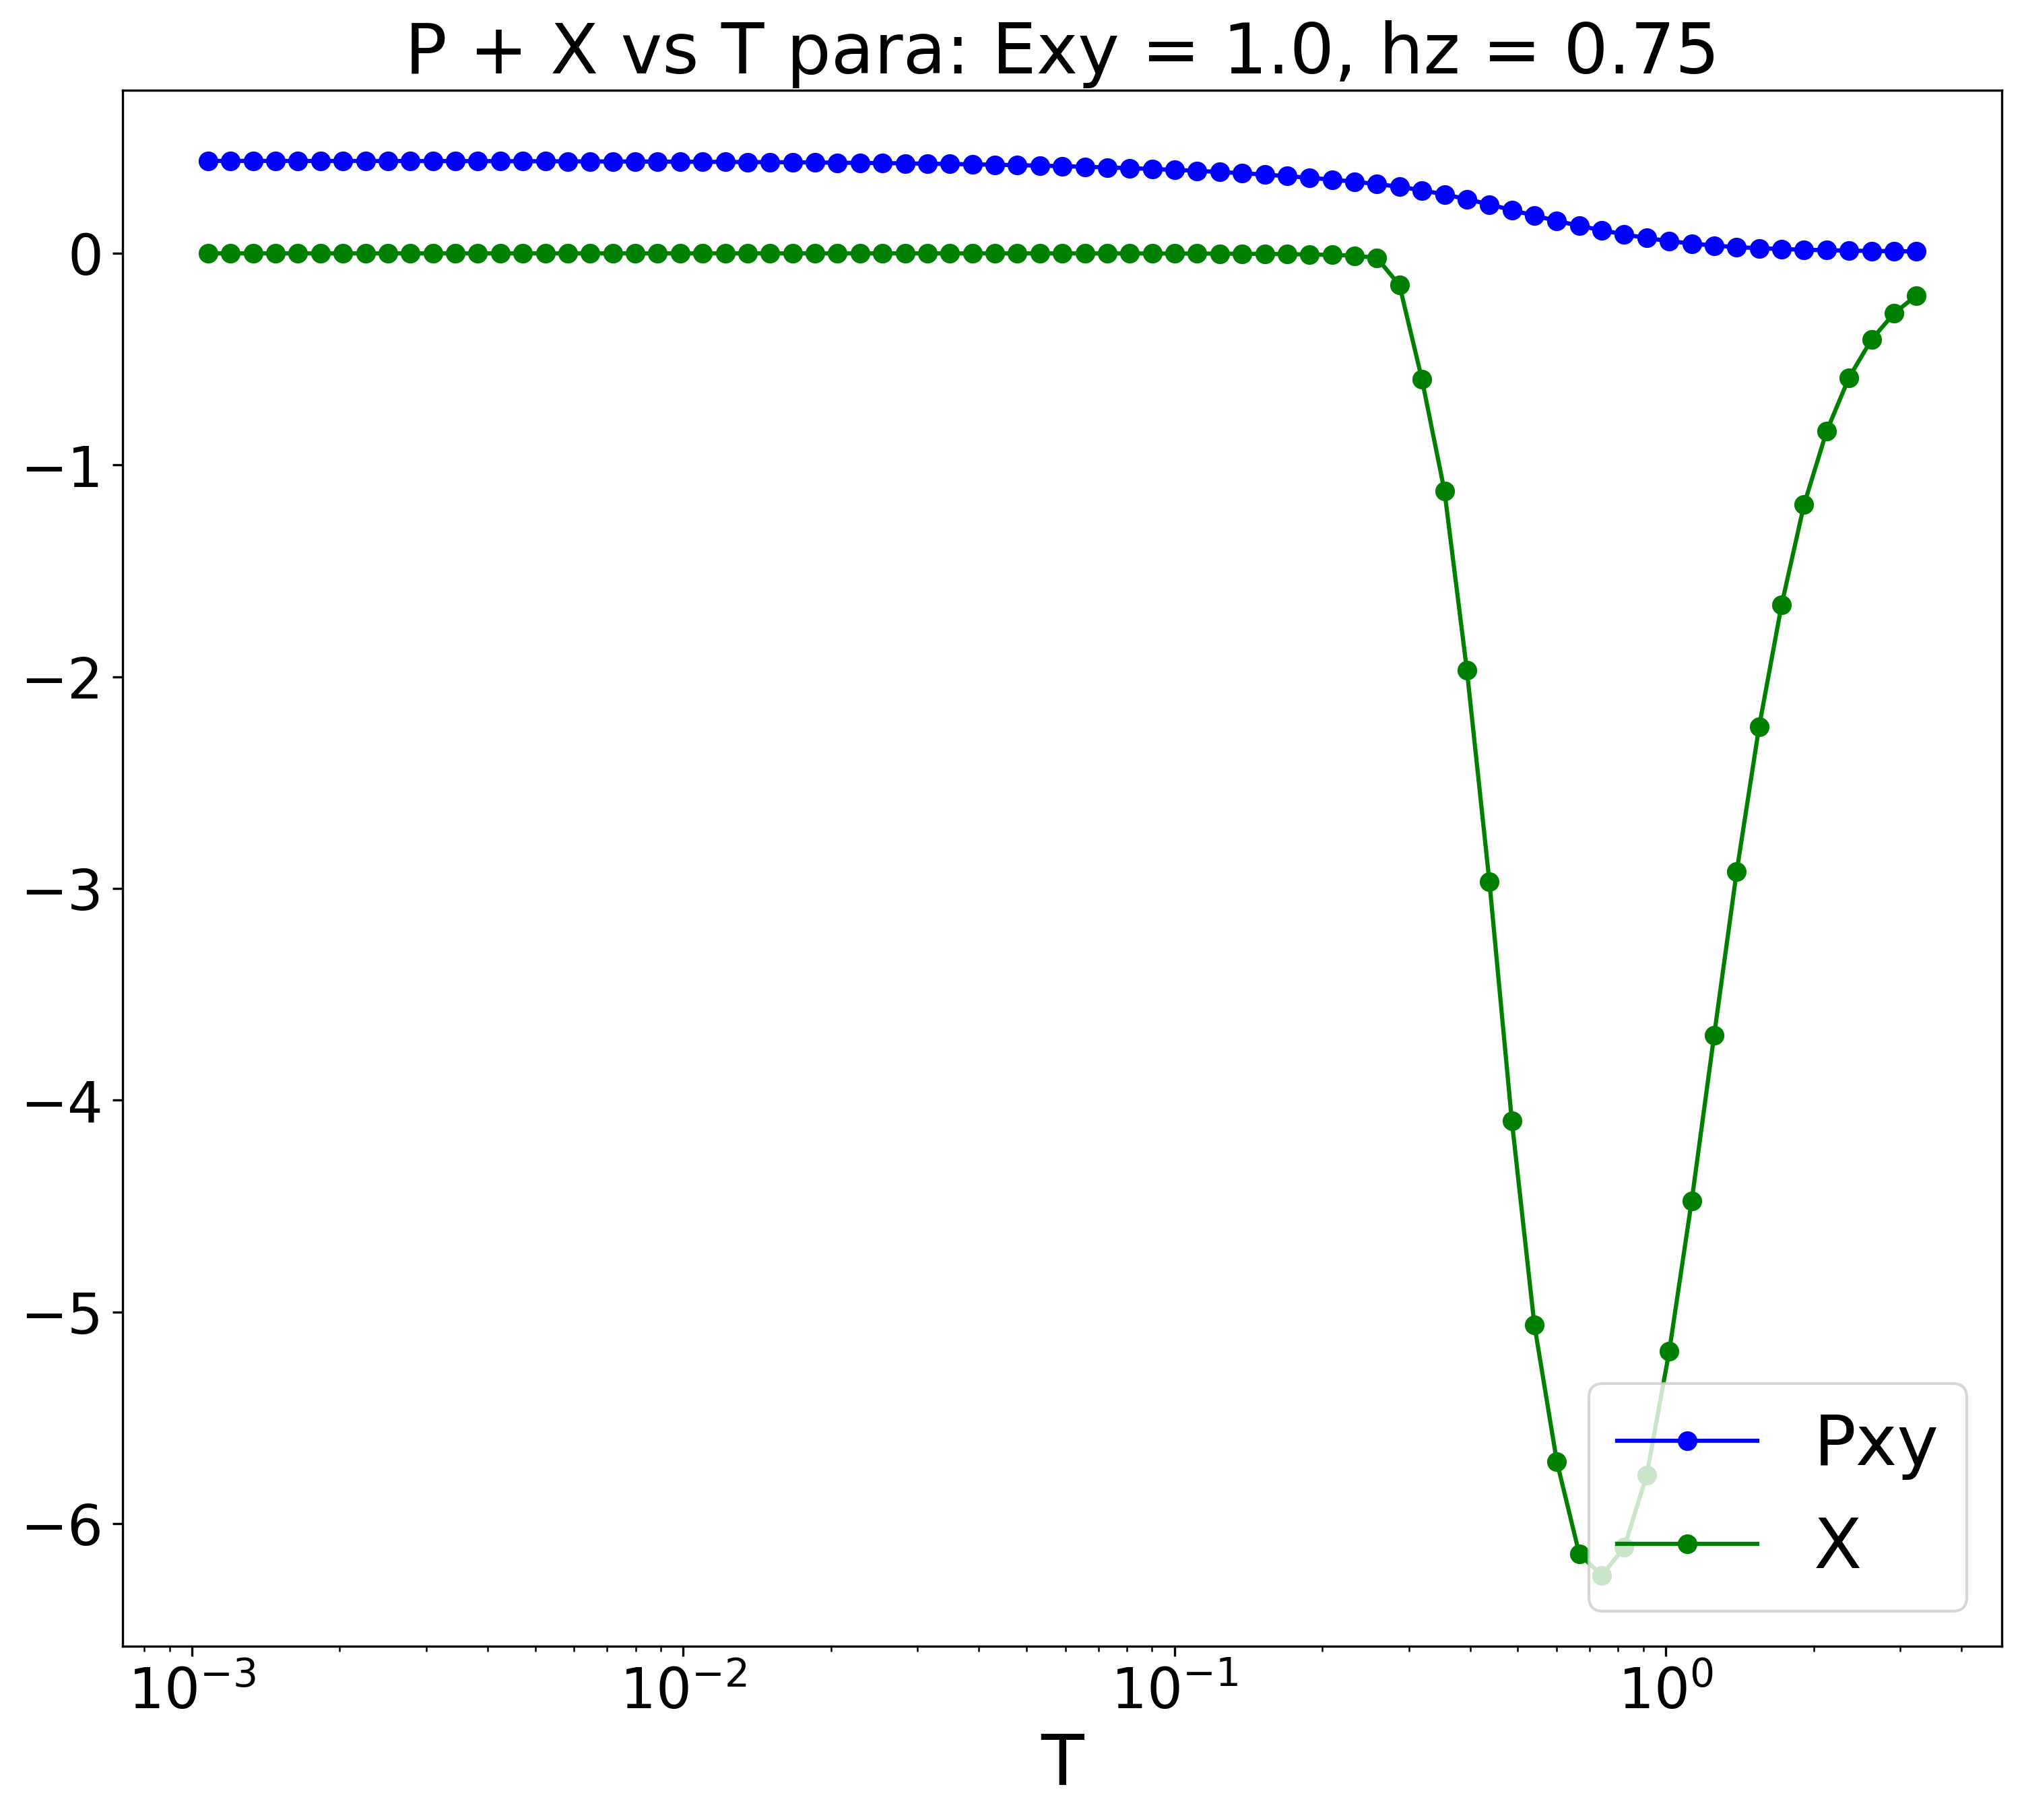 P + X vs T para: Exy = 1.0, hz = 0.75
0
−1
−2
−3
−4
−5
−6
10⁻³ 10⁻² 10⁻¹ 10⁰
T
Pxy
X